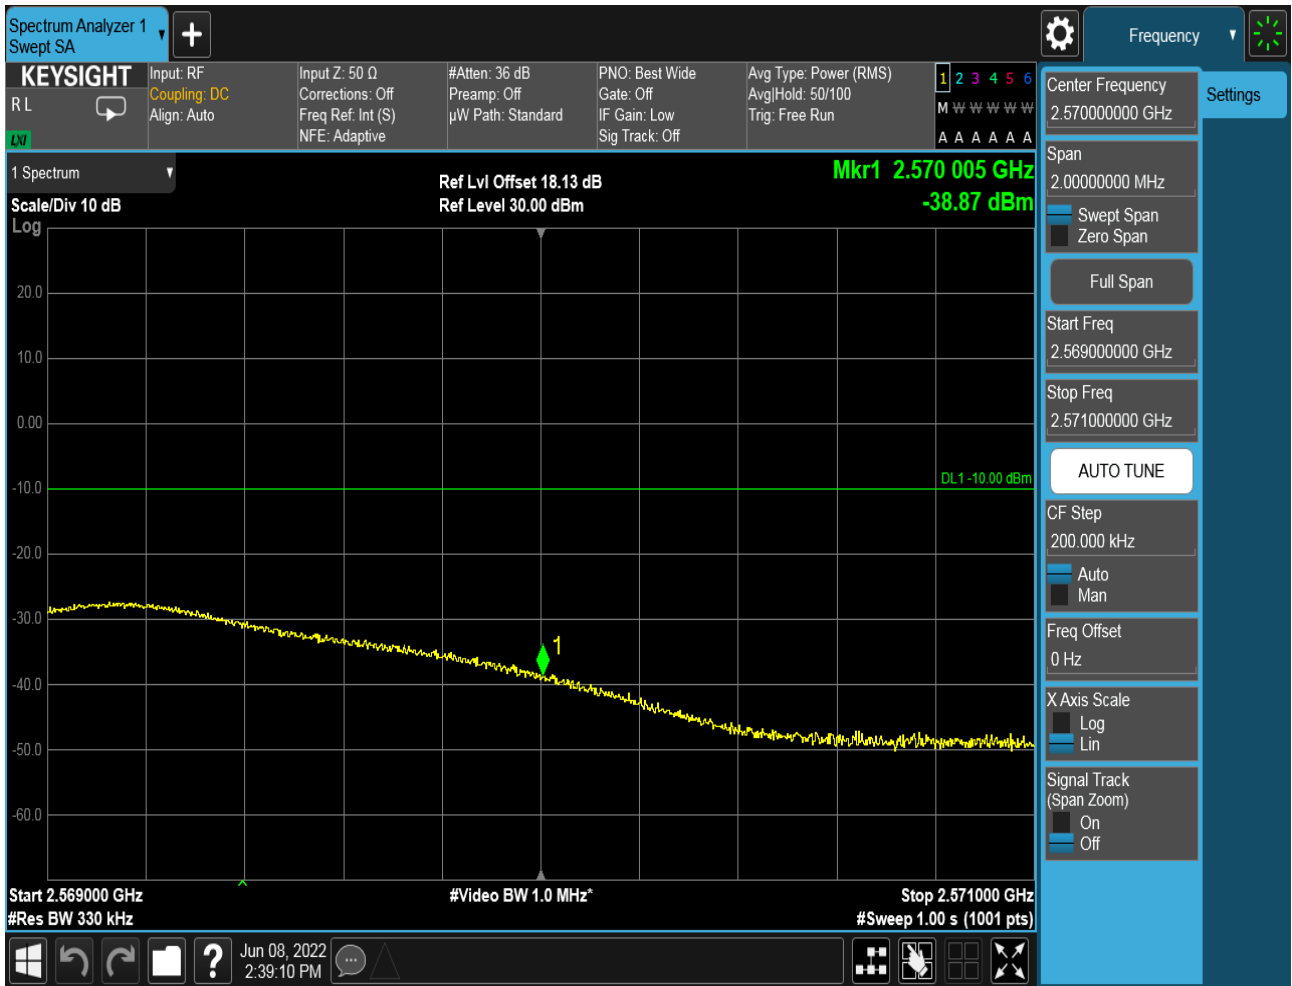 Spectrum Analyzer 1
Swept SA
Frequency
KEYSIGHT
R L
LXI
Input: RF
Coupling: DC
Align: Auto
Input Z: 50 Ω
Corrections: Off
Freq Ref: Int (S)
NFE: Adaptive
#Atten: 36 dB
Preamp: Off
µW Path: Standard
PNO: Best Wide
Gate: Off
IF Gain: Low
Sig Track: Off
Avg Type: Power (RMS)
Avg|Hold: 50/100
Trig: Free Run
1 2 3 4 5 6
M W W W W W
A A A A A A
1 Spectrum
Scale/Div 10 dB
Log
Ref Lvl Offset 18.13 dB
Ref Level 30.00 dBm
Mkr1 2.570 005 GHz
-38.87 dBm
20.0
10.0
0.00
-10.0
-20.0
-30.0
-40.0
-50.0
-60.0
DL1 -10.00 dBm
1
Start 2.569000 GHz
#Res BW 330 kHz
#Video BW 1.0 MHz*
Stop 2.571000 GHz
#Sweep 1.00 s (1001 pts)
Jun 08, 2022
2:39:10 PM
Center Frequency
2.570000000 GHz
Settings
Span
2.00000000 MHz
Swept Span
Zero Span
Full Span
Start Freq
2.569000000 GHz
Stop Freq
2.571000000 GHz
AUTO TUNE
CF Step
200.000 kHz
Auto
Man
Freq Offset
0 Hz
X Axis Scale
Log
Lin
Signal Track
(Span Zoom)
On
Off